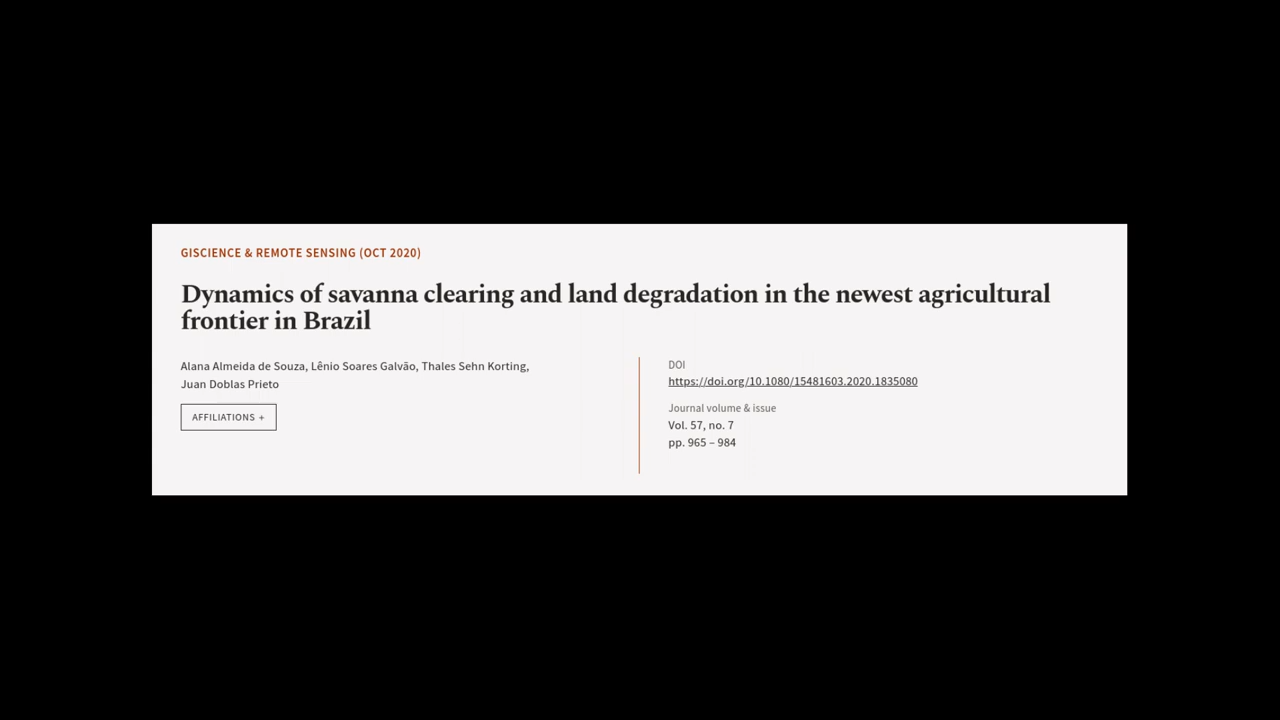 GISCIENCE & REMOTE SENSING (OCT 2020)
Dynamics of savanna clearing and land degradation in the newest agricultural
frontier in Brazil
Alana Almeida de Souza, Lênio Soares Galvão, Thales Sehn Korting,
Juan Doblas Prieto
AFFILIATIONS +
DOI
https://doi.org/10.1080/15481603.2020.1835080
Journal volume & issue
Vol. 57, no. 7
pp. 965 – 984